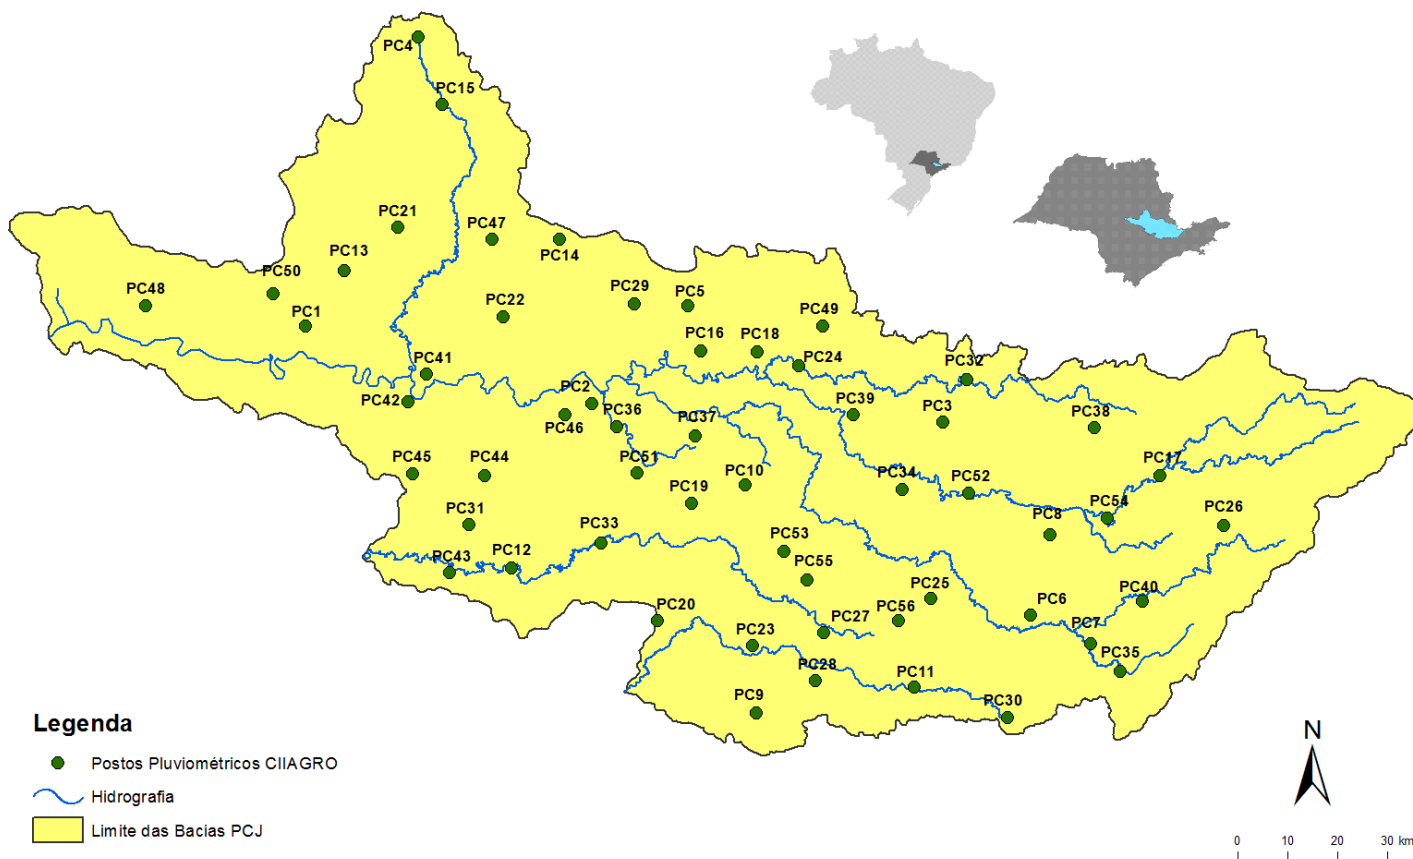 PC4
PC15
PC21
PC47
PC14
PC13
PC50
PC48
PC1
PC22
PC29
PC5
PC49
PC16
PC18
PC24
PC32
PC41
PC42
PC2
PC46
PC36
PC37
PC39
PC3
PC38
PC45
PC44
PC51
PC10
PC34
PC52
PC17
PC19
PC54
PC26
PC8
PC31
PC33
PC53
PC43
PC12
PC55
PC25
PC40
PC20
PC56
PC6
PC27
PC23
PC7
PC35
PC28
PC11
PC9
PC30
Legenda
Postos Pluviométricos CIIAGRO
Hidrografia
Limite das Bacias PCJ
N
0 10 20 30 km